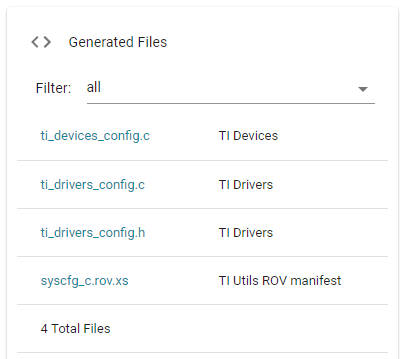 Generated Files
Filter: all
ti_devices_config.c TI Devices
ti_drivers_config.c TI Drivers
ti_drivers_config.h TI Drivers
syscfg_c.rov.xs TI Utils ROV manifest
4 Total Files